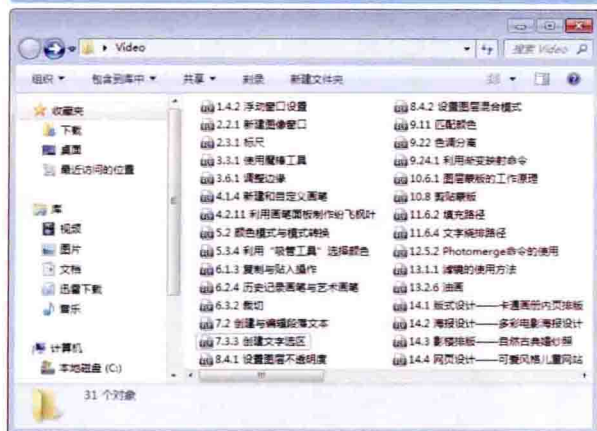 Video
搜索 Video
组织
包含到库中
共享
刻录
新建文件夹
收藏夹
下载
桌面
最近访问的位置
库
视频
图片
文档
迅雷下载
音乐
计算机
本地磁盘 (C:)
1.4.2 浮动窗口设置
2.2.1 新建图像窗口
2.3.1 标尺
3.3.1 使用魔棒工具
3.6.1 调整边缘
4.1.4 新建和自定义画笔
4.2.11 利用画笔面板制作纷飞枫叶
5.2 颜色模式与模式转换
5.3.4 利用“吸管工具”选择颜色
6.1.3 复制与贴入操作
6.2.4 历史记录画笔与艺术画笔
6.3.2 裁切
7.2 创建与编辑段落文本
7.3.3 创建文字选区
8.4.1 设置图层不透明度
8.4.2 设置图层混合模式
9.11 匹配颜色
9.22 色调分离
9.24.1 利用渐变映射命令
10.6.1 图层蒙版的工作原理
10.8 剪贴蒙版
11.6.2 填充路径
11.6.4 文字绕排路径
12.5.2 Photomerge命令的使用
13.1.1 滤镜的使用方法
13.2.6 油画
14.1 版式设计——卡通画册内页排版
14.2 海报设计——多彩电影海报设计
14.3 影楼排版——自然古典婚纱照
14.4 网页设计——可爱风格儿童网站
31 个对象